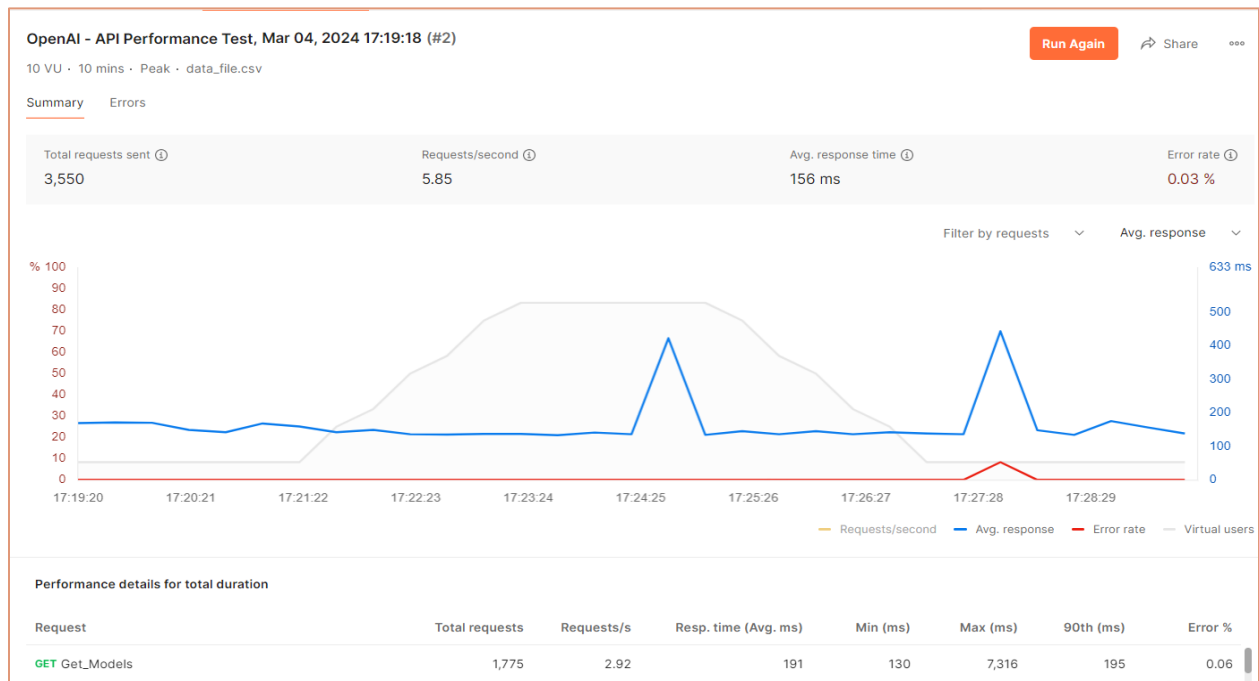 OpenAI - API Performance Test, Mar 04, 2024 17:19:18 (#2)
Run Again
Share
10 VU · 10 mins · Peak · data_file.csv
Summary Errors
Total requests sent Requests/second Avg. response time Error rate
3,550 5.85 156 ms 0.03 %
Filter by requests Avg. response
% 100 633 ms
90
80 500
70
60 400
50
40 300
30 200
20
10 100
0 0
17:19:20 17:20:21 17:21:22 17:22:23 17:23:24 17:24:25 17:25:26 17:26:27 17:27:28 17:28:29
Requests/second Avg. response Error rate Virtual users
Performance details for total duration
Request Total requests Requests/s Resp. time (Avg. ms) Min (ms) Max (ms) 90th (ms) Error %
GET Get_Models 1,775 2.92 191 130 7,316 195 0.06